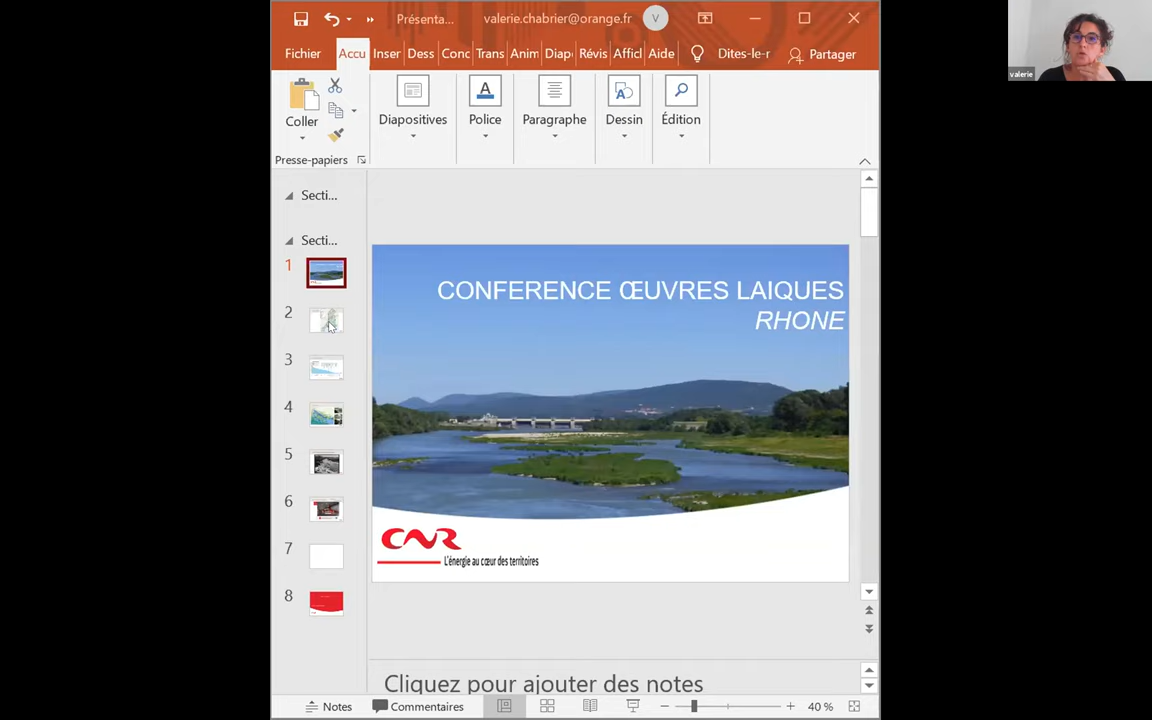 Présenta...
valerie.chabrier@orange.fr
V
Fichier
Accu
Inser
Dess
Conc
Trans
Anim
Diap
Révis
Affich
Aide
Dites-le-r
Partager
Coller
Diapositives
Police
Paragraphe
Dessin
Édition
Presse-papiers
Secti...
Secti...
1
2
3
4
5
6
7
8
CONFERENCE ŒUVRES LAIQUES
RHONE
CNR
L'énergie au cœur des territoires
Cliquez pour ajouter des notes
Notes
Commentaires
40 %
valerie